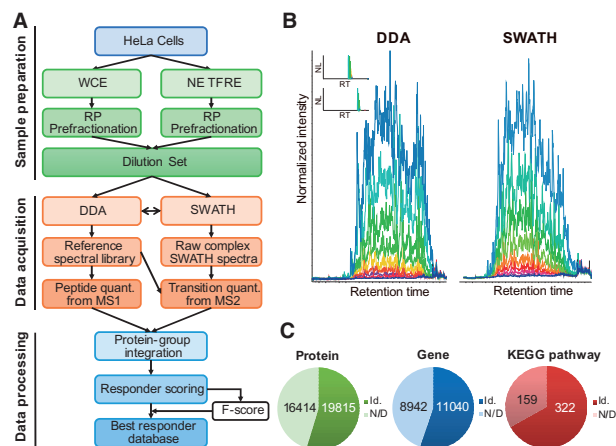 A
Sample preparation
HeLa Cells
WCE
NE TFRE
RP
Prefractionation
RP
Prefractionation
Dilution Set
Data acquisition
DDA
SWATH
Reference
spectral library
Raw complex
SWATH spectra
Peptide quant.
from MS1
Transition quant.
from MS2
Data processing
Protein-group
integration
Responder scoring
F-score
Best responder
database
B
DDA
SWATH
Normalized intensity
NL
RT
NL
RT
Retention time
Retention time
C
Protein
16414
19815
Id.
N/D
Gene
8942
11040
Id.
N/D
KEGG pathway
159
322
Id.
N/D